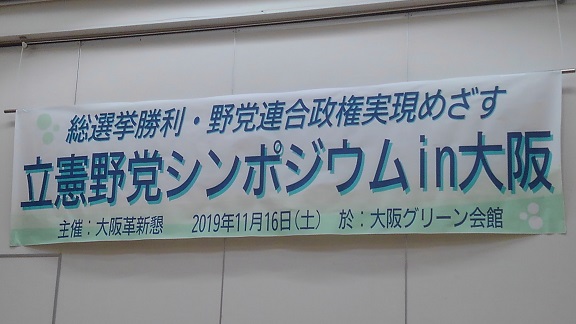 総選挙勝利・野党連合政権実現めざす
立憲野党シンポジウムin大阪
主催：大阪革新懇 2019年11月16日（土） 於：大阪グリーン会館